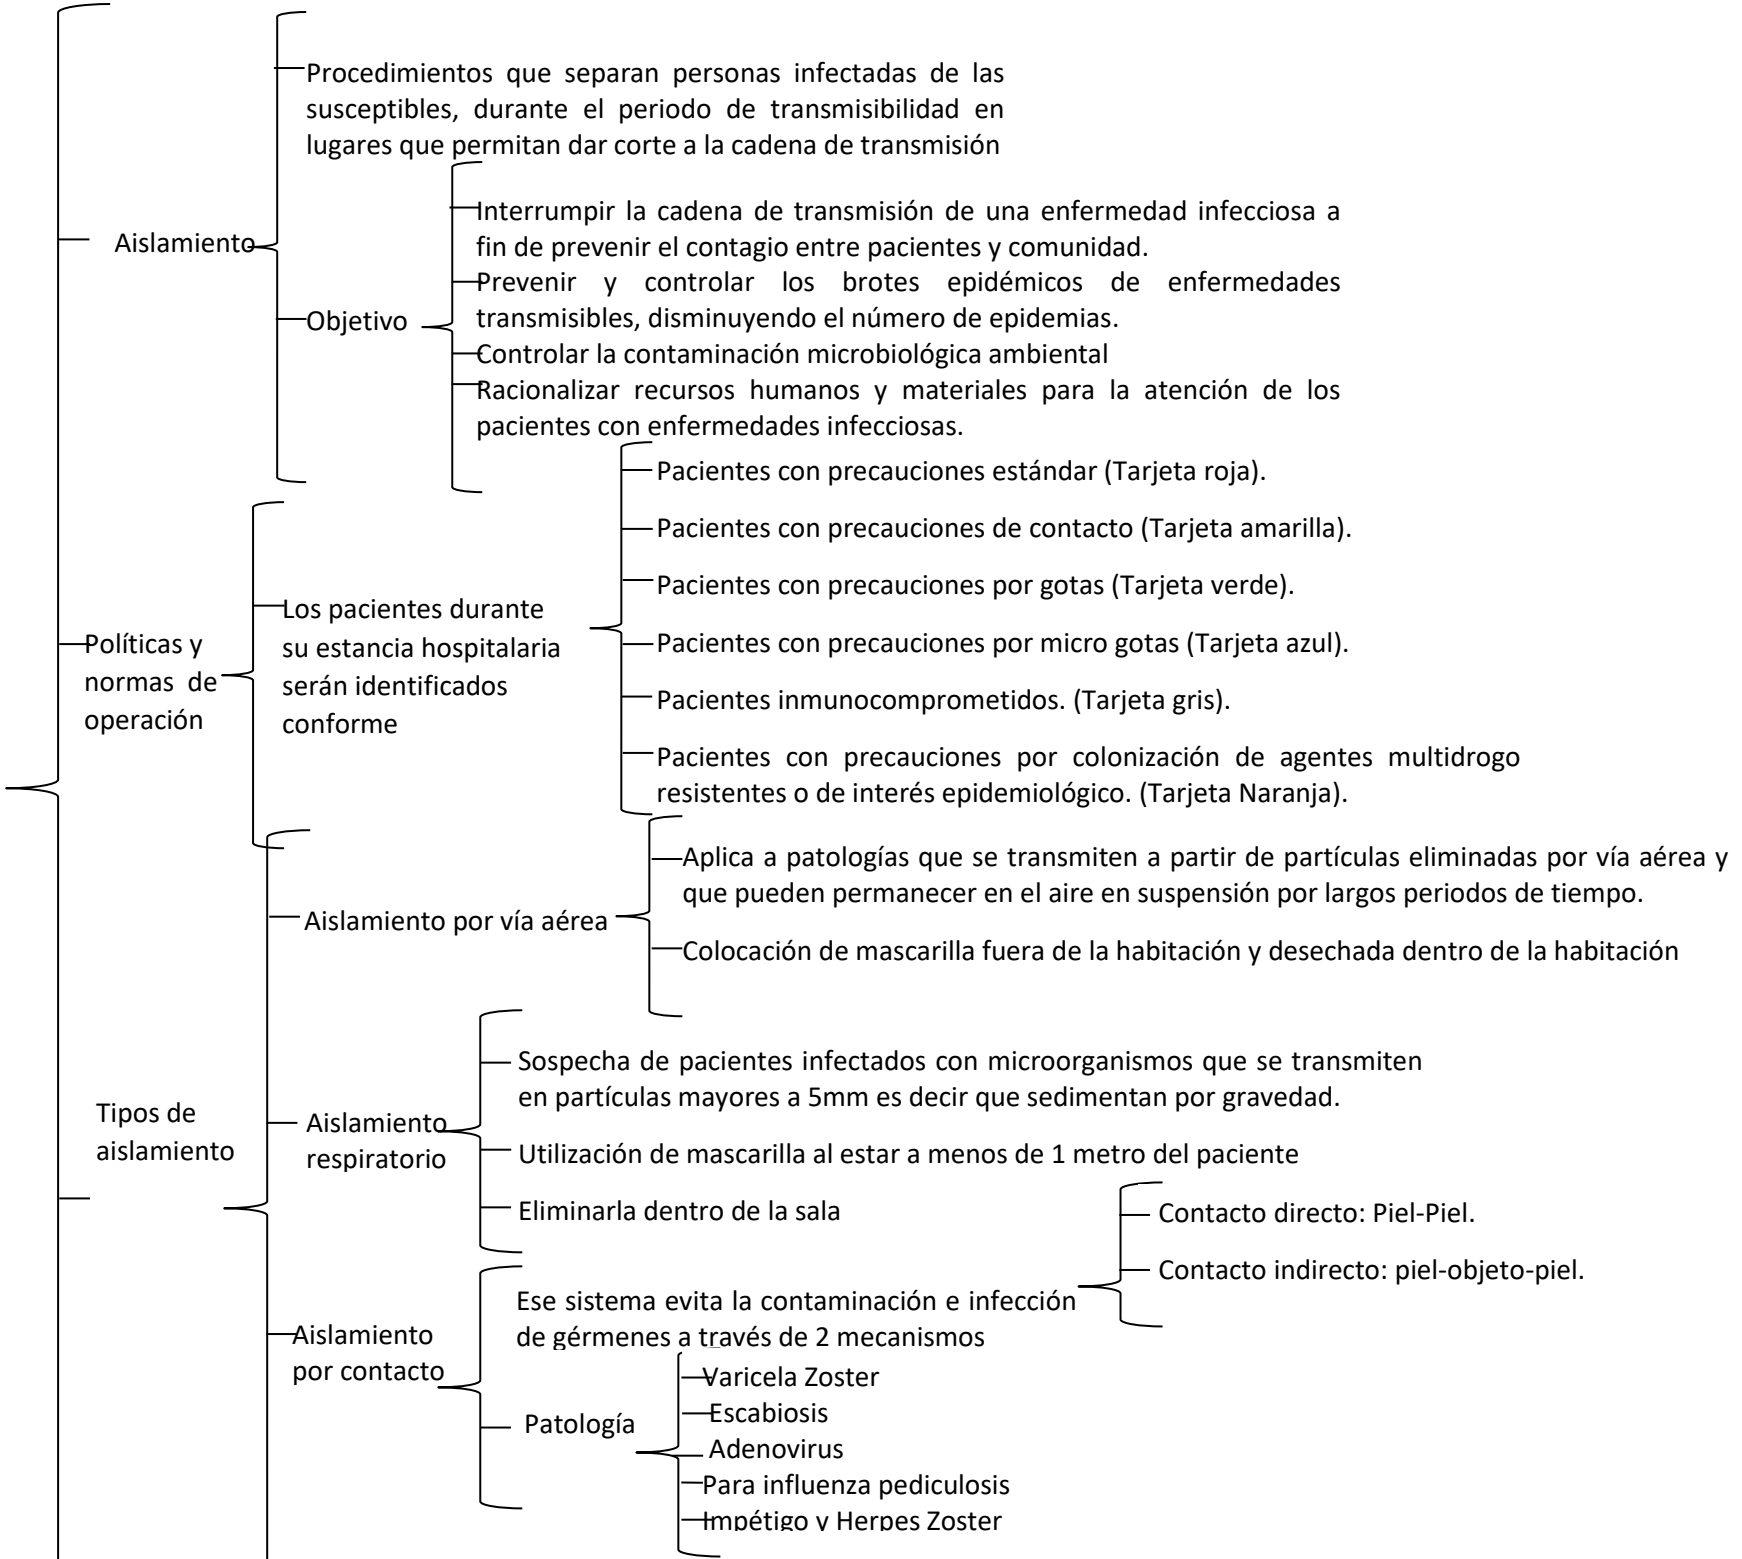 Procedimientos que separan personas infectadas de las
susceptibles, durante el periodo de transmisibilidad en
lugares que permitan dar corte a la cadena de transmisión
Aislamiento
Objetivo
Interrumpir la cadena de transmisión de una enfermedad infecciosa a
fin de prevenir el contagio entre pacientes y comunidad.
Prevenir y controlar los brotes epidémicos de enfermedades
transmisibles, disminuyendo el número de epidemias.
Controlar la contaminación microbiológica ambiental
Racionalizar recursos humanos y materiales para la atención de los
pacientes con enfermedades infecciosas.
Políticas y
normas de
operación
Los pacientes durante
su estancia hospitalaria
serán identificados
conforme
Pacientes con precauciones estándar (Tarjeta roja).
Pacientes con precauciones de contacto (Tarjeta amarilla).
Pacientes con precauciones por gotas (Tarjeta verde).
Pacientes con precauciones por micro gotas (Tarjeta azul).
Pacientes inmunocomprometidos. (Tarjeta gris).
Pacientes con precauciones por colonización de agentes multidrogo
resistentes o de interés epidemiológico. (Tarjeta Naranja).
Tipos de
aislamiento
Aislamiento por vía aérea
Aplica a patologías que se transmiten a partir de partículas eliminadas por vía aérea y
que pueden permanecer en el aire en suspensión por largos periodos de tiempo.
Colocación de mascarilla fuera de la habitación y desechada dentro de la habitación
Aislamiento
respiratorio
Sospecha de pacientes infectados con microorganismos que se transmiten
en partículas mayores a 5mm es decir que sedimentan por gravedad.
Utilización de mascarilla al estar a menos de 1 metro del paciente
Eliminarla dentro de la sala
Aislamiento
por contacto
Ese sistema evita la contaminación e infección
de gérmenes a través de 2 mecanismos
Contacto directo: Piel-Piel.
Contacto indirecto: piel-objeto-piel.
Patología
Varicela Zoster
Escabiosis
Adenovirus
Para influenza pediculosis
Impétigo y Herpes Zoster